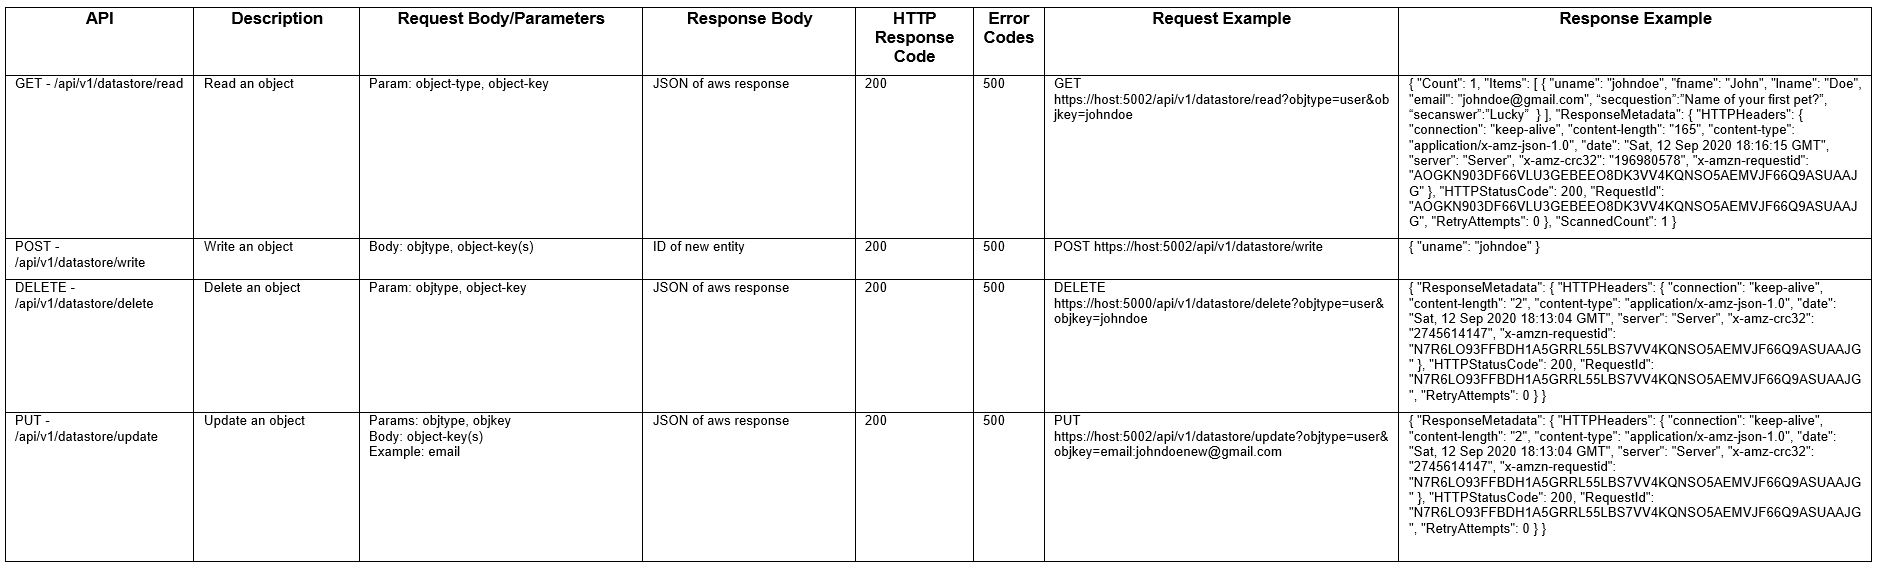 API
Description
Request Body/Parameters
Response Body
HTTP
Response
Code
Error
Codes
Request Example
Response Example
GET - /api/v1/datastore/read
Read an object
Param: object-type, object-key
JSON of aws response
200
500
GET
https://host:5002/api/v1/datastore/read?objtype=user&ob
jkey=johndoe
{ "Count": 1, "Items": [ { "uname": "johndoe", "fname": "John", "lname": "Doe",
"email": "johndoe@gmail.com", “secquestion”:”Name of your first pet?”,
“secanswer”:”Lucky” } ], "ResponseMetadata": { "HTTPHeaders": {
"connection": "keep-alive", "content-length": "165", "content-type":
"application/x-amz-json-1.0", "date": "Sat, 12 Sep 2020 18:16:15 GMT",
"server": "Server", "x-amz-crc32": "196980578", "x-amzn-requestid":
"AOGKN903DF66VLU3GEBEEO8DK3VV4KQNSO5AEMVJF66Q9ASUAAJ
G" }, "HTTPStatusCode": 200, "RequestId":
"AOGKN903DF66VLU3GEBEEO8DK3VV4KQNSO5AEMVJF66Q9ASUAAJ
G", "RetryAttempts": 0 }, "ScannedCount": 1 }
POST -
/api/v1/datastore/write
Write an object
Body: objtype, object-key(s)
ID of new entity
200
500
POST https://host:5002/api/v1/datastore/write
{ "uname": "johndoe" }
DELETE -
/api/v1/datastore/delete
Delete an object
Param: objtype, object-key
JSON of aws response
200
500
DELETE
https://host:5000/api/v1/datastore/delete?objtype=user&
objkey=johndoe
{ "ResponseMetadata": { "HTTPHeaders": { "connection": "keep-alive",
"content-length": "2", "content-type": "application/x-amz-json-1.0", "date":
"Sat, 12 Sep 2020 18:13:04 GMT", "server": "Server", "x-amz-crc32":
"2745614147", "x-amzn-requestid":
"N7R6LO93FFBDH1A5GRRL55LBS7VV4KQNSO5AEMVJF66Q9ASUAAJG
" }, "HTTPStatusCode": 200, "RequestId":
"N7R6LO93FFBDH1A5GRRL55LBS7VV4KQNSO5AEMVJF66Q9ASUAAJG
", "RetryAttempts": 0 } }
PUT -
/api/v1/datastore/update
Update an object
Params: objtype, objkey
Body: object-key(s)
Example: email
JSON of aws response
200
500
PUT
https://host:5002/api/v1/datastore/update?objtype=user&
objkey=email:johndoenew@gmail.com
{ "ResponseMetadata": { "HTTPHeaders": { "connection": "keep-alive",
"content-length": "2", "content-type": "application/x-amz-json-1.0", "date":
"Sat, 12 Sep 2020 18:13:04 GMT", "server": "Server", "x-amz-crc32":
"2745614147", "x-amzn-requestid":
"N7R6LO93FFBDH1A5GRRL55LBS7VV4KQNSO5AEMVJF66Q9ASUAAJG
" }, "HTTPStatusCode": 200, "RequestId":
"N7R6LO93FFBDH1A5GRRL55LBS7VV4KQNSO5AEMVJF66Q9ASUAAJG
", "RetryAttempts": 0 } }